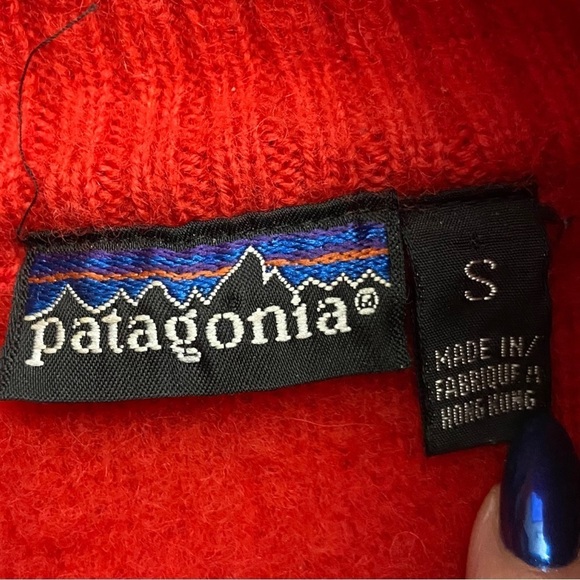 patagonia®
S
MADE IN/
FABRIQUE A
HONG KONG